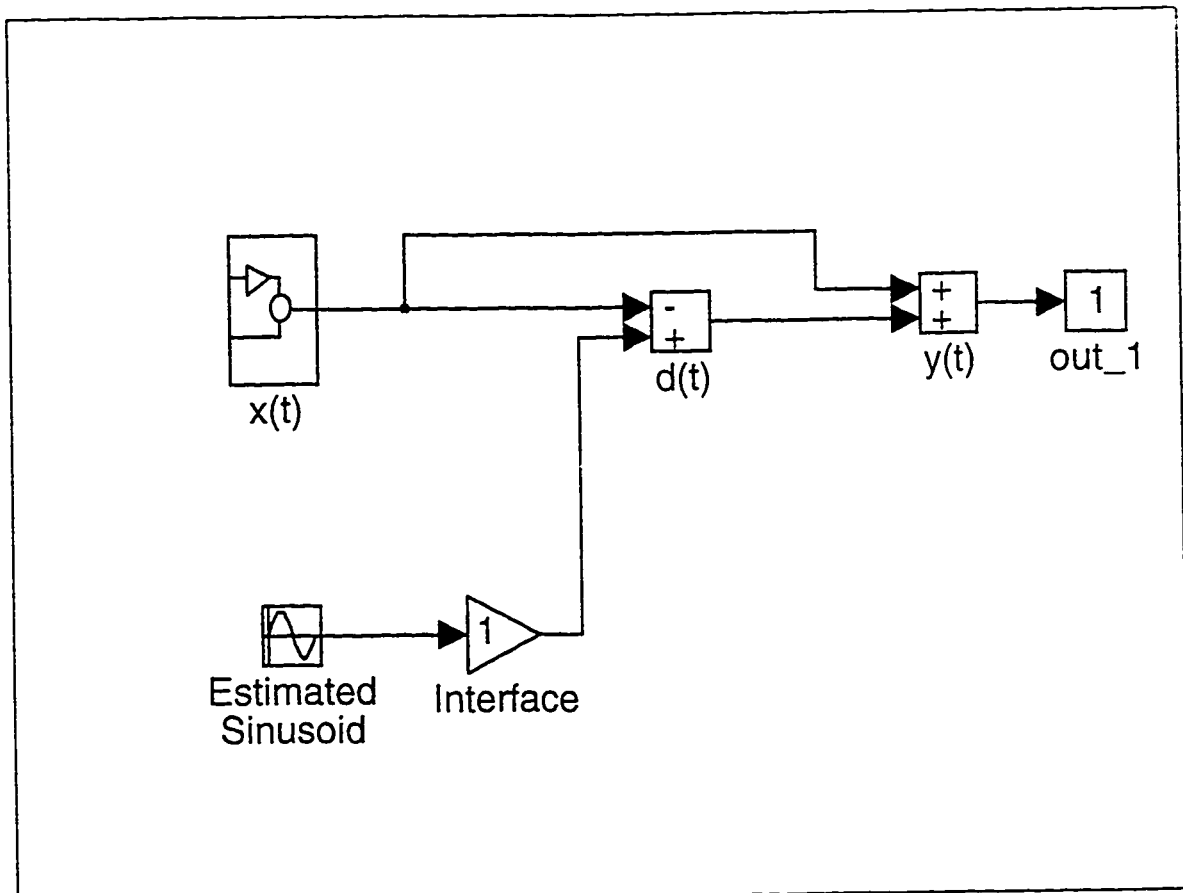 -
+
+
+
1
x(t)
d(t)
y(t)
out_1
1
Estimated
Sinusoid
Interface